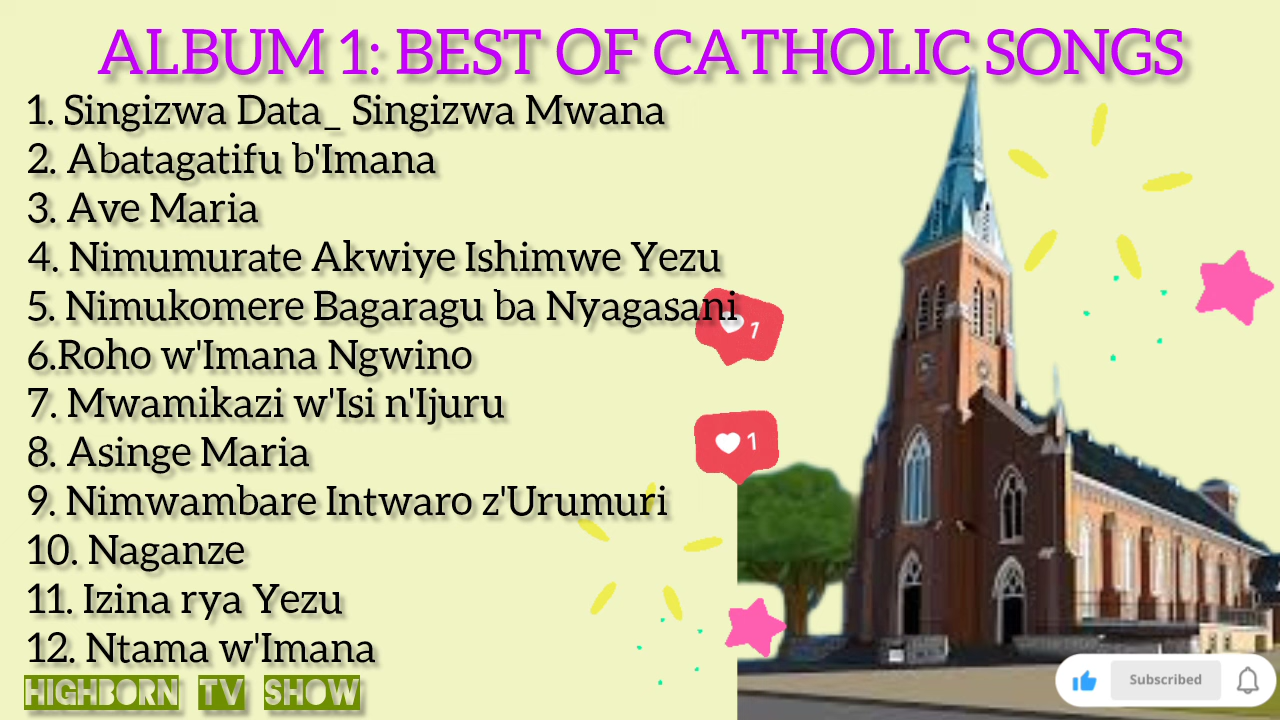 ALBUM 1: BEST OF CATHOLIC SONGS
1. Singizwa Data_ Singizwa Mwana
2. Abatagatifu b'Imana
3. Ave Maria
4. Nimumurate Akwiye Ishimwe Yezu
5. Nimukomere Bagaragu ba Nyagasani
6.Roho w'Imana Ngwino
7. Mwamikazi w'Isi n'Ijuru
8. Asinge Maria
9. Nimwambare Intwaro z'Urumuri
10. Naganze
11. Izina rya Yezu
12. Ntama w'Imana
HIGHBORN TV SHOW
1
1
Subscribed